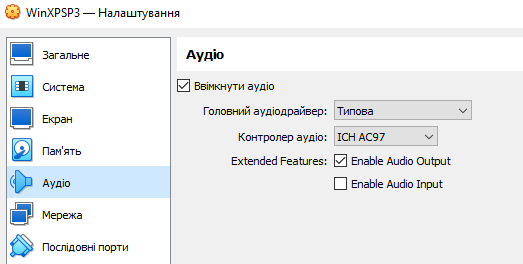 WinXPSP3 — Налаштування
Загальне
Система
Екран
Пам'ять
Аудіо
Мережа
Послідовні порти
Аудіо
Ввімкнути аудіо
Головний аудіодрайвер: Типова
Контролер аудіо: ICH AC97
Extended Features: Enable Audio Output
Enable Audio Input